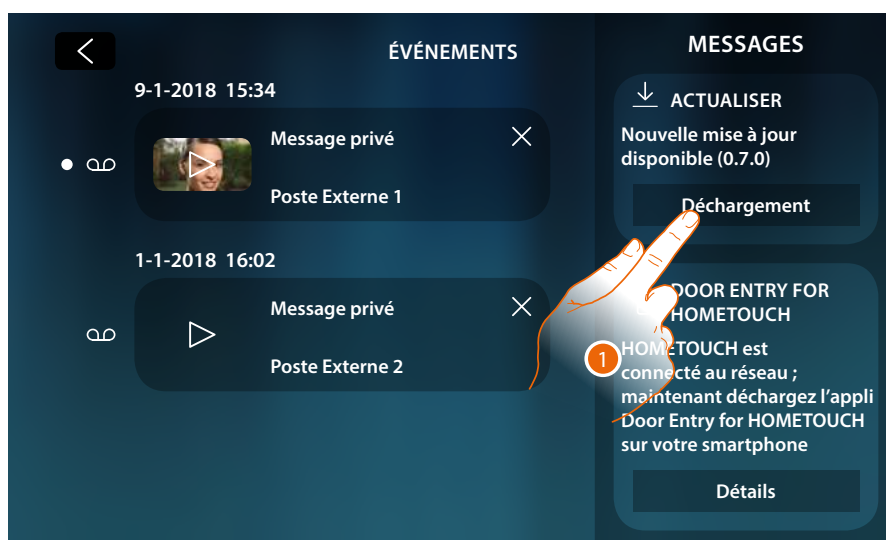 ÉVÉNEMENTS
9-1-2018 15:34
Message privé
Poste Externe 1
1-1-2018 16:02
Message privé
Poste Externe 2
MESSAGES
ACTUALISER
Nouvelle mise à jour
disponible (0.7.0)
Déchargement
DOOR ENTRY FOR
HOMETOUCH
1
HOMETOUCH est
connecté au réseau ;
maintenant déchargez l'appli
Door Entry for HOMETOUCH
sur votre smartphone
Détails